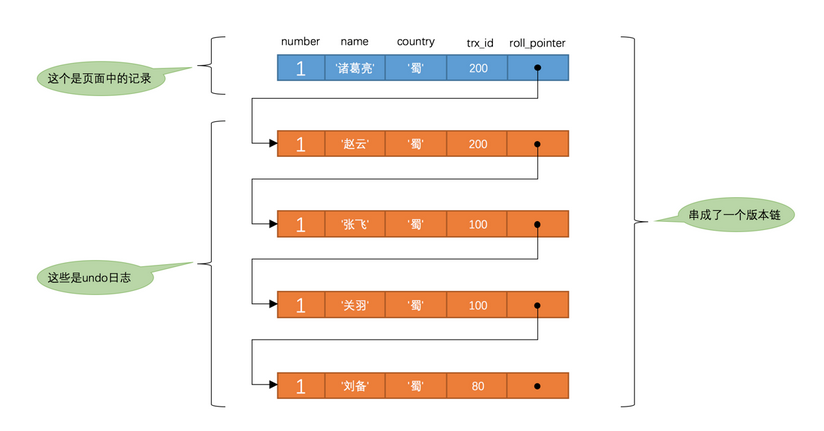 number name country trx_id roll_pointer
这个是页面中的记录
1 '诸葛亮' '蜀' 200
1 '赵云' '蜀' 200
1 '张飞' '蜀' 100
串成了一个版本链
这些是undo日志
1 '关羽' '蜀' 100
1 '刘备' '蜀' 80